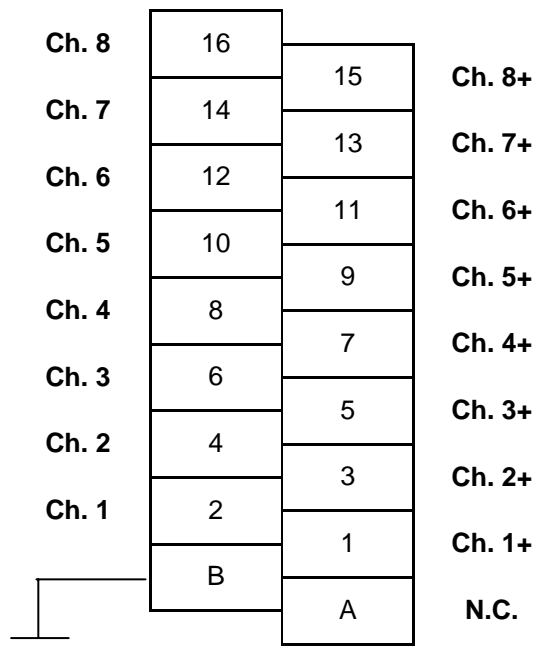 Ch. 8 16
15 Ch. 8+
Ch. 7 14
13 Ch. 7+
Ch. 6 12
11 Ch. 6+
Ch. 5 10
9 Ch. 5+
Ch. 4 8
7 Ch. 4+
Ch. 3 6
5 Ch. 3+
Ch. 2 4
3 Ch. 2+
Ch. 1 2
1 Ch. 1+
B
A N.C.